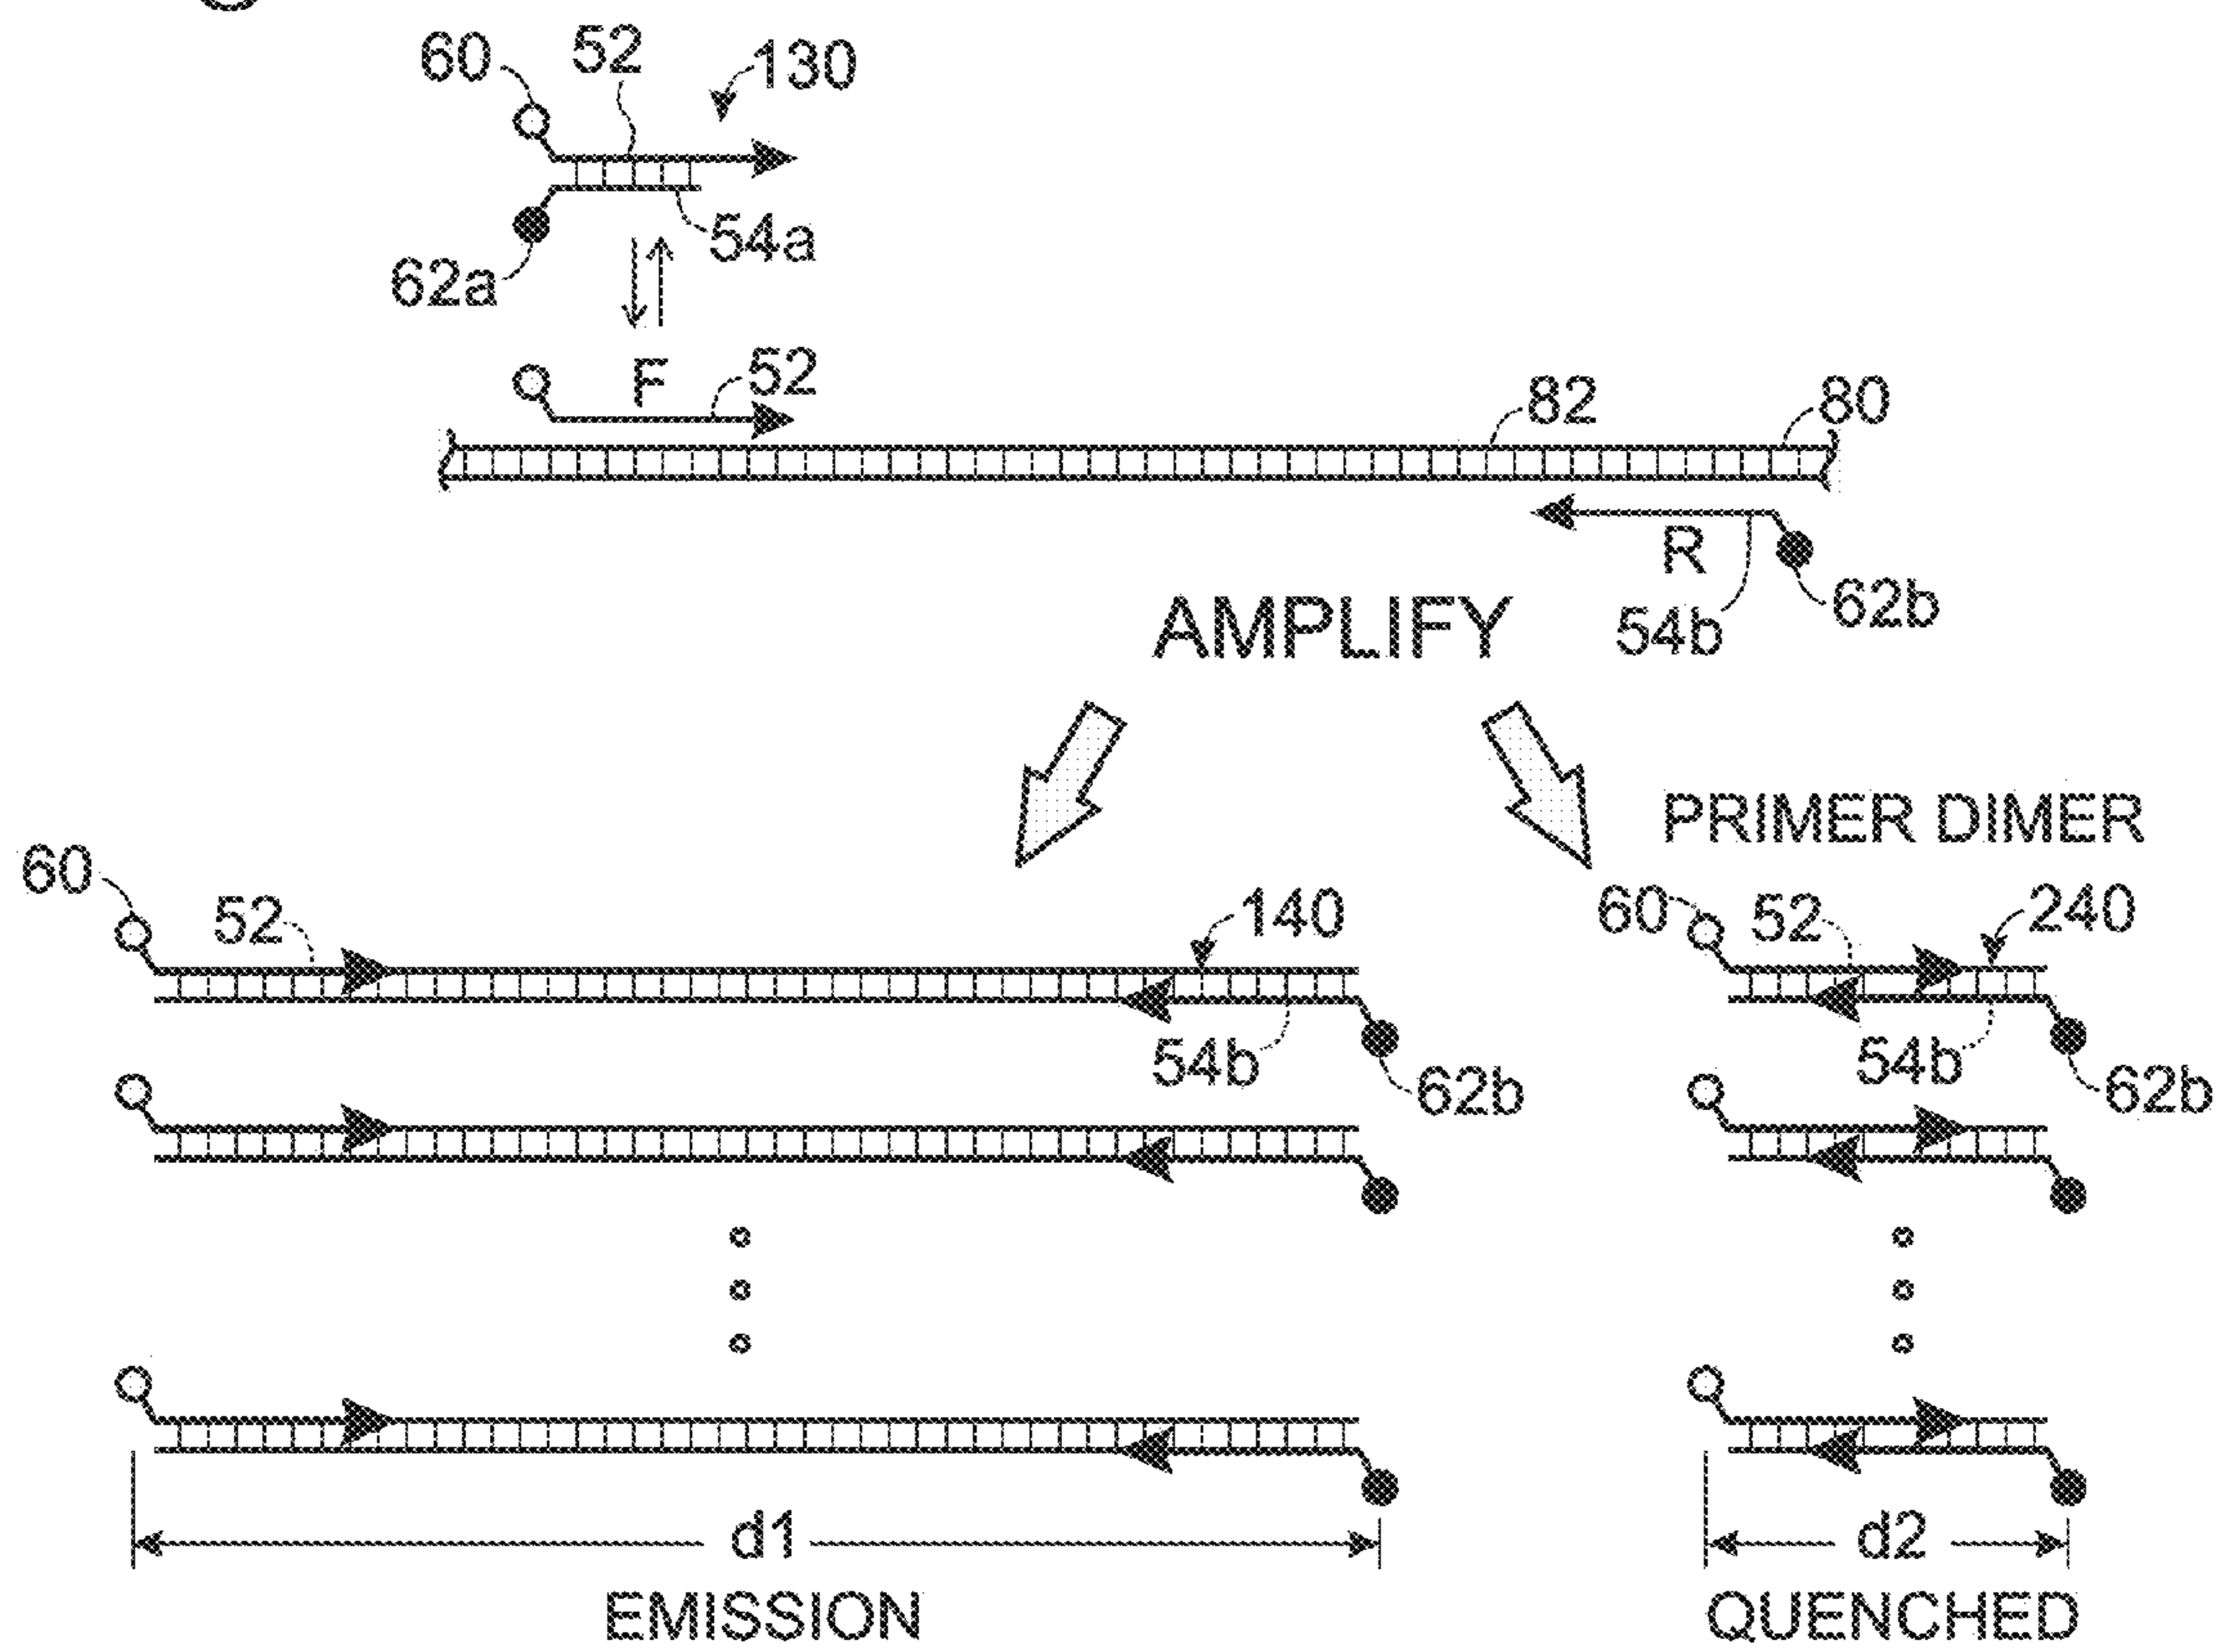 60 52 130
54a
62a
F 52 82 80
R
54b 62b
AMPLIFY
PRIMER DIMER
60 52 140 60 52 240
54b 62b 54b 62b
d1 d2
EMISSION QUENCHED